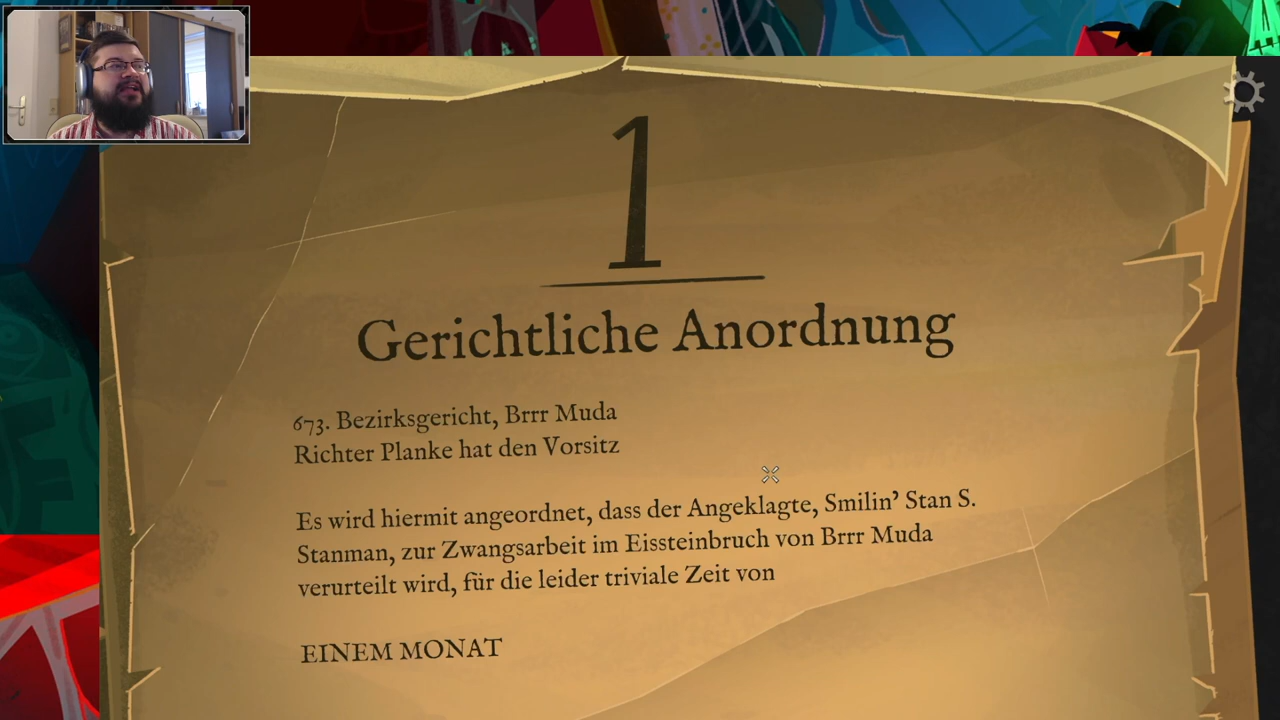 1
Gerichtliche Anordnung
673. Bezirksgericht, Brrr Muda
Richter Planke hat den Vorsitz
Es wird hiermit angeordnet, dass der Angeklagte, Smilin' Stan S.
Stanman, zur Zwangsarbeit im Eissteinbruch von Brrr Muda
verurteilt wird, für die leider triviale Zeit von
EINEM MONAT